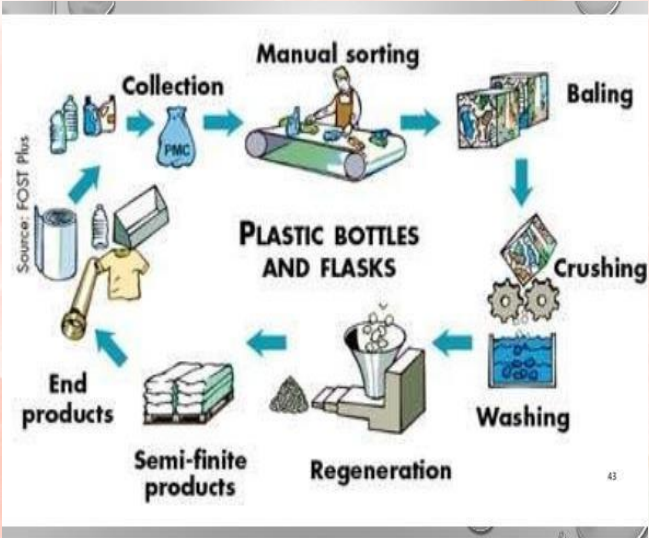 Manual sorting
Collection
Baling
PMC
Source: FOST Plus
PLASTIC BOTTLES
AND FLASKS
Crushing
End
products
Washing
Semi-finite
products
Regeneration
43